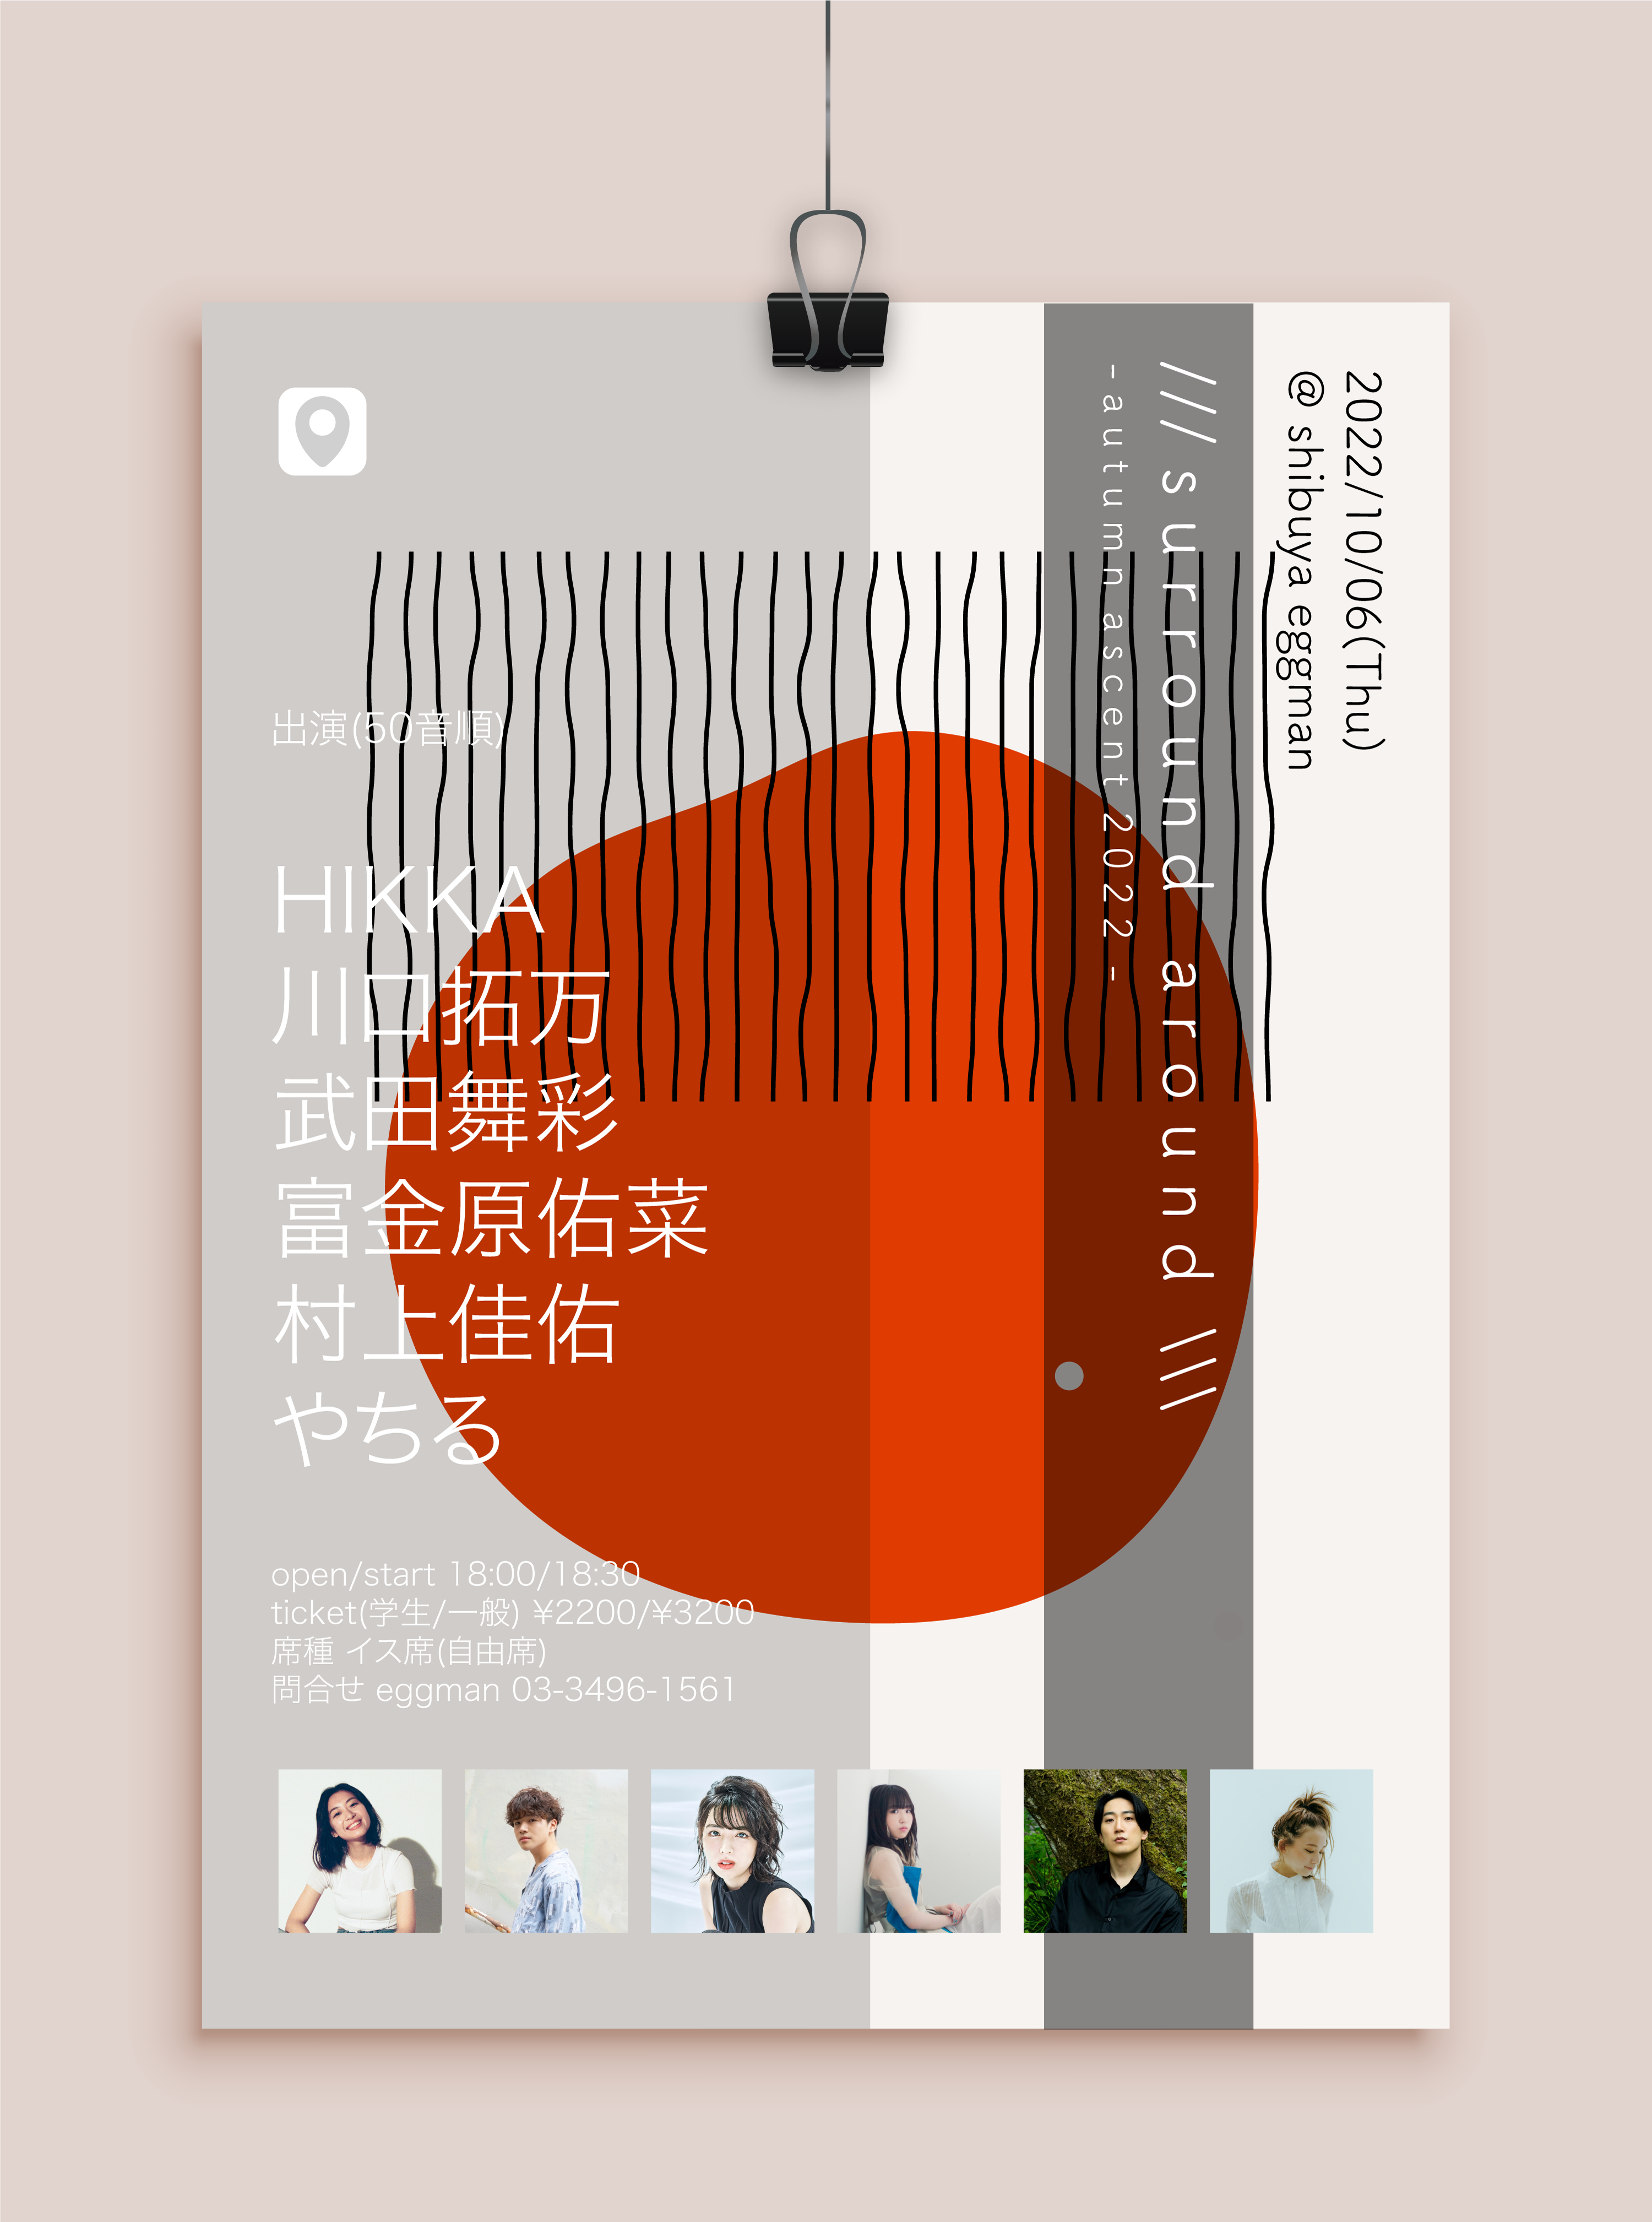 2022/10/06(Thu)
@ shibuya eggman
/// surround around \\\
-autumn ascent 2022 -
出演(50音順)
HIKKA
川口拓万
武田舞彩
富金原佑菜
村上佳佑
やちる
open/start 18:00/18:30
ticket(学生/一般) ¥2200/¥3200
席種 イス席(自由席)
問合せ eggman 03-3496-1561